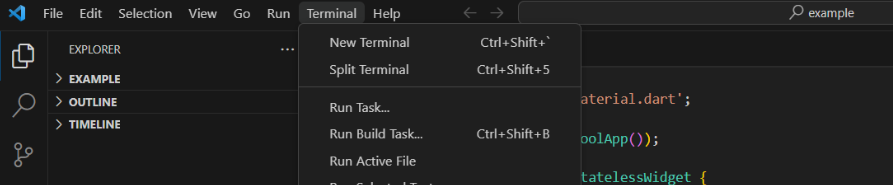 File Edit Selection View Go Run Terminal Help
example
EXPLORER
New Terminal Ctrl+Shift+`
Split Terminal Ctrl+Shift+5
EXAMPLE
aterial.dart';
OUTLINE
Run Task...
TIMELINE
Run Build Task... Ctrl+Shift+B
oolApp());
Run Active File
tatelessWidget {